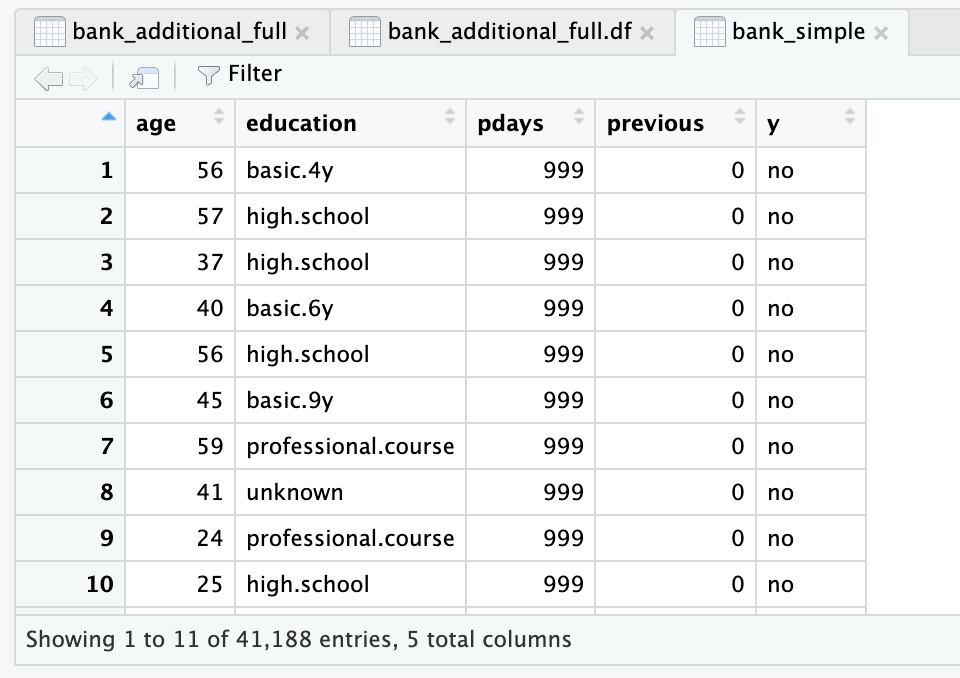 bank_additional_full bank_additional_full.df bank_simple
Filter
age education pdays previous y
1 56 basic.4y 999 0 no
2 57 high.school 999 0 no
3 37 high.school 999 0 no
4 40 basic.6y 999 0 no
5 56 high.school 999 0 no
6 45 basic.9y 999 0 no
7 59 professional.course 999 0 no
8 41 unknown 999 0 no
9 24 professional.course 999 0 no
10 25 high.school 999 0 no
Showing 1 to 11 of 41,188 entries, 5 total columns